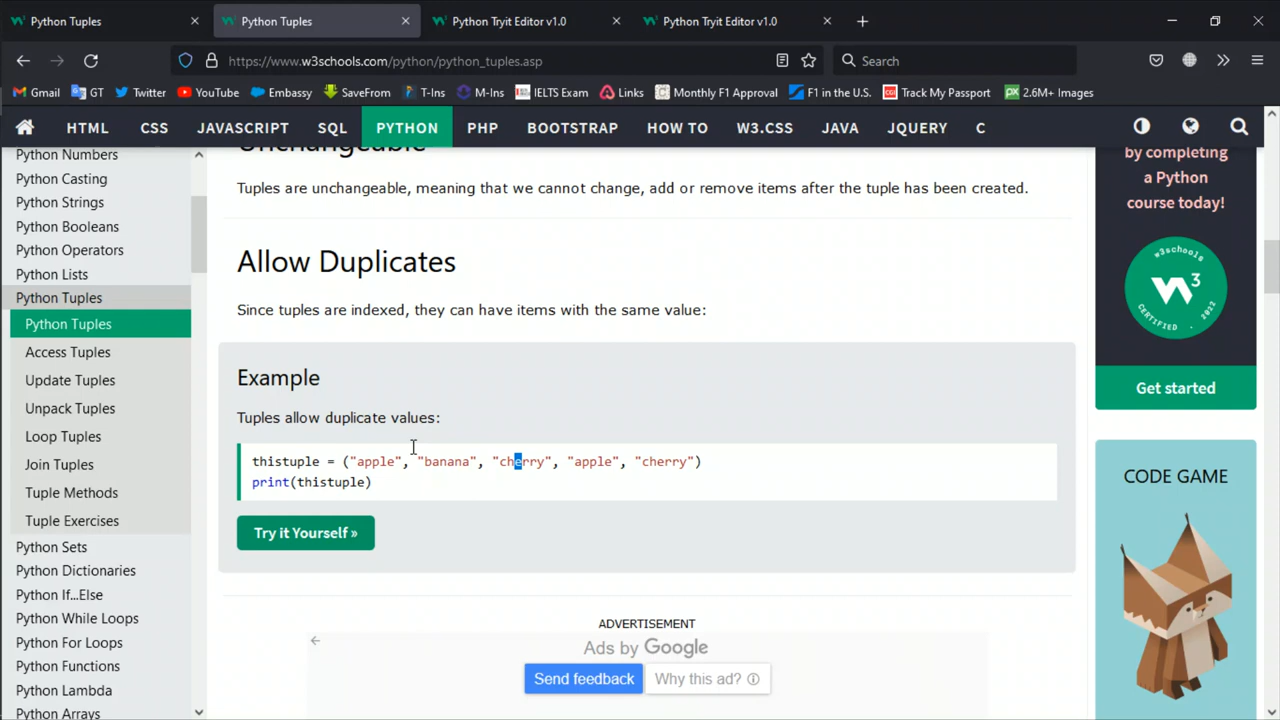 Python Tuples
Python Tuples
Python Tryit Editor v1.0
Python Tryit Editor v1.0
https://www.w3schools.com/python/python_tuples.asp
Search
Gmail
GT
Twitter
YouTube
Embassy
SaveFrom
T-Ins
M-Ins
IELTS Exam
Links
Monthly F1 Approval
F1 in the U.S.
Track My Passport
2.6M+ Images
HTML
CSS
JAVASCRIPT
SQL
PYTHON
PHP
BOOTSTRAP
HOW TO
W3.CSS
JAVA
JQUERY
C
Python Numbers
Python Casting
Python Strings
Python Booleans
Python Operators
Python Lists
Python Tuples
Python Tuples
Access Tuples
Update Tuples
Unpack Tuples
Loop Tuples
Join Tuples
Tuple Methods
Tuple Exercises
Python Sets
Python Dictionaries
Python If...Else
Python While Loops
Python For Loops
Python Functions
Python Lambda
Python Arrays
Unchangeable
Tuples are unchangeable, meaning that we cannot change, add or remove items after the tuple has been created.
Allow Duplicates
Since tuples are indexed, they can have items with the same value:
Example
Tuples allow duplicate values:
thistuple = ("apple", "banana", "cherry", "apple", "cherry")
print(thistuple)
Try it Yourself »
ADVERTISEMENT
Ads by Google
Send feedback
Why this ad?
by completing
a Python
course today!
w3schools
CERTIFIED . 2022
Get started
CODE GAME